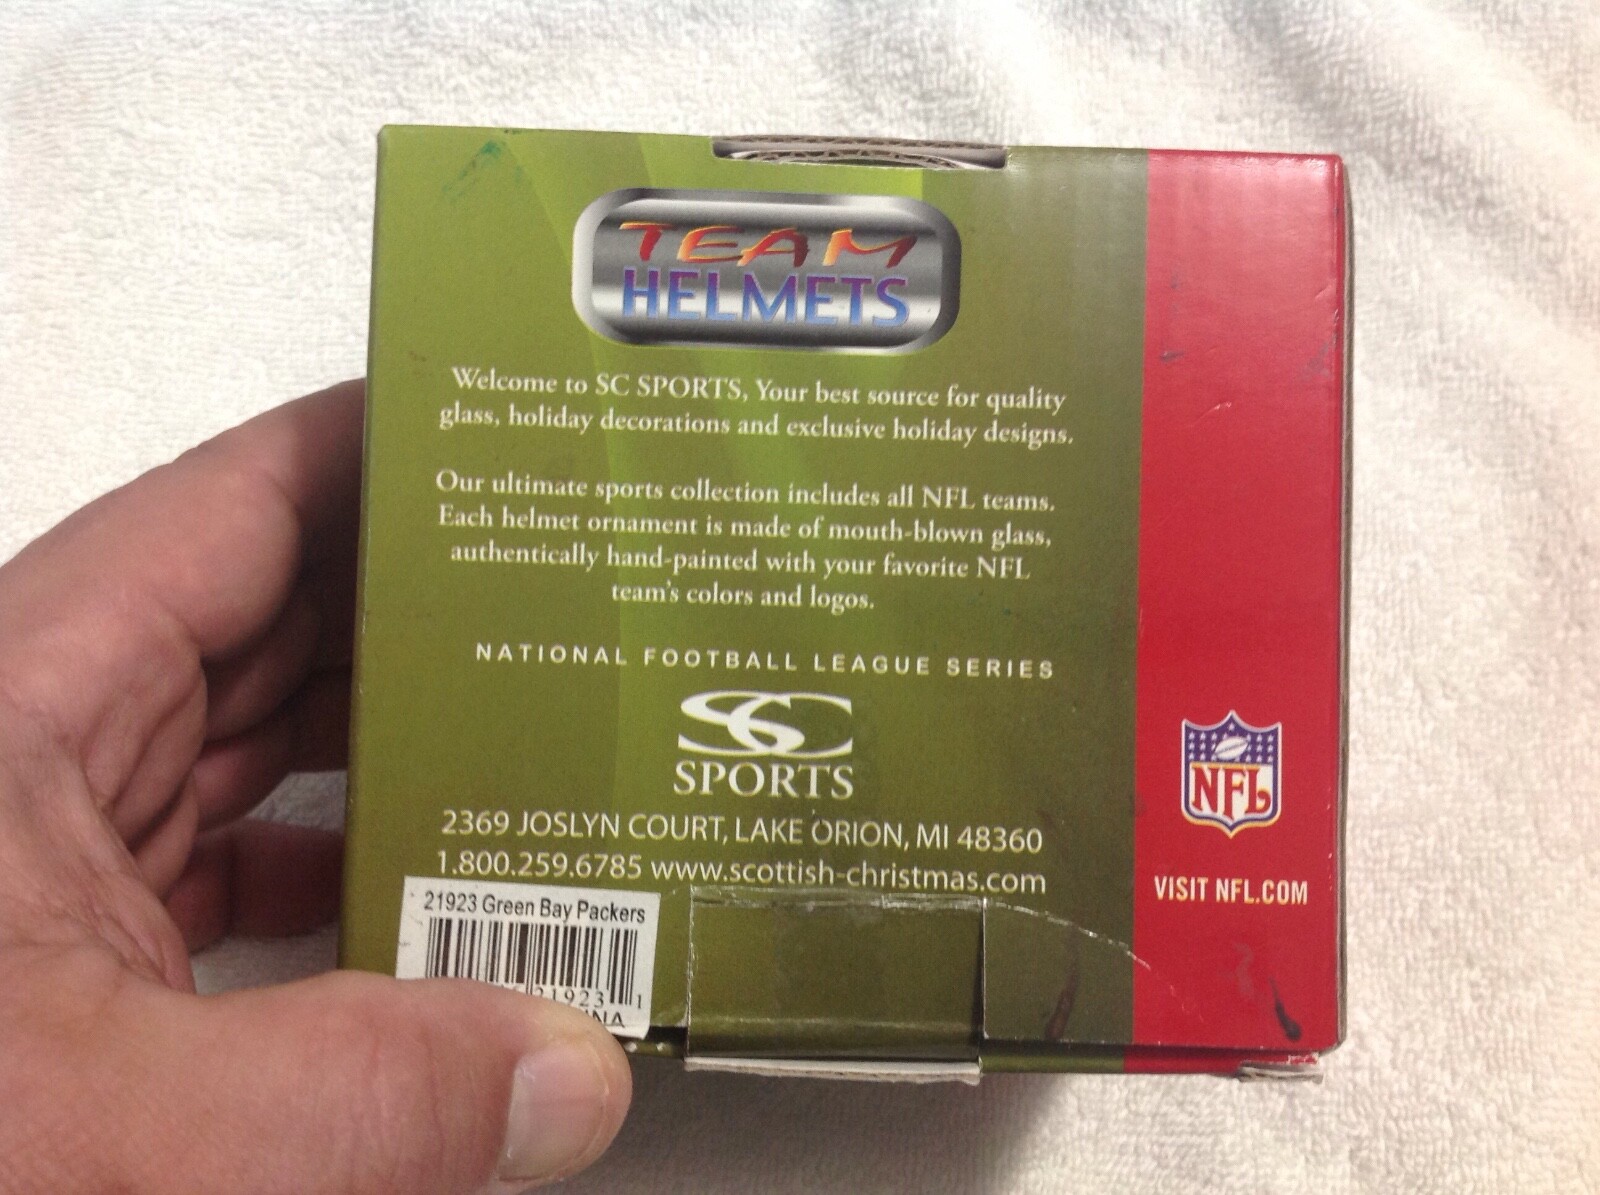 TEAM
HELMETS
Welcome to SC SPORTS, Your best source for quality
glass, holiday decorations and exclusive holiday designs.
Our ultimate sports collection includes all NFL teams.
Each helmet ornament is made of mouth-blown glass,
authentically hand-painted with your favorite NFL
team's colors and logos.
NATIONAL FOOTBALL LEAGUE SERIES
SC
SPORTS
2369 JOSLYN COURT, LAKE ORION, MI 48360
1.800.259.6785 www.scottish-christmas.com
21923 Green Bay Packers
21923 1
NFL
VISIT NFL.COM